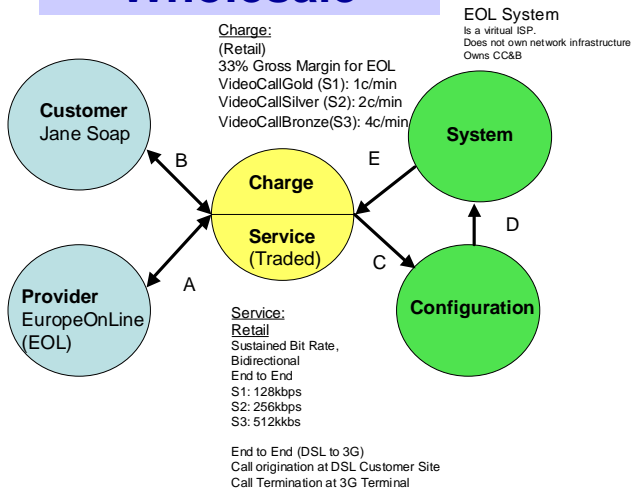 Wholesale
EOL System
Is a viritual ISP.
Does not own network infrastructure
Owns CC&B
Charge:
(Retail)
33% Gross Margin for EOL
VideoCallGold (S1): 1c/min
VideoCallSilver (S2): 2c/min
VideoCallBronze(S3): 4c/min
Customer
Jane Soap
System
B
E
Charge
Service
(Traded)
D
C
A
Provider
EuropeOnLine
(EOL)
Configuration
Service:
Retail
Sustained Bit Rate,
Bidirectional
End to End
S1: 128kbps
S2: 256kbps
S3: 512kkbs
End to End (DSL to 3G)
Call origination at DSL Customer Site
Call Termination at 3G Terminal